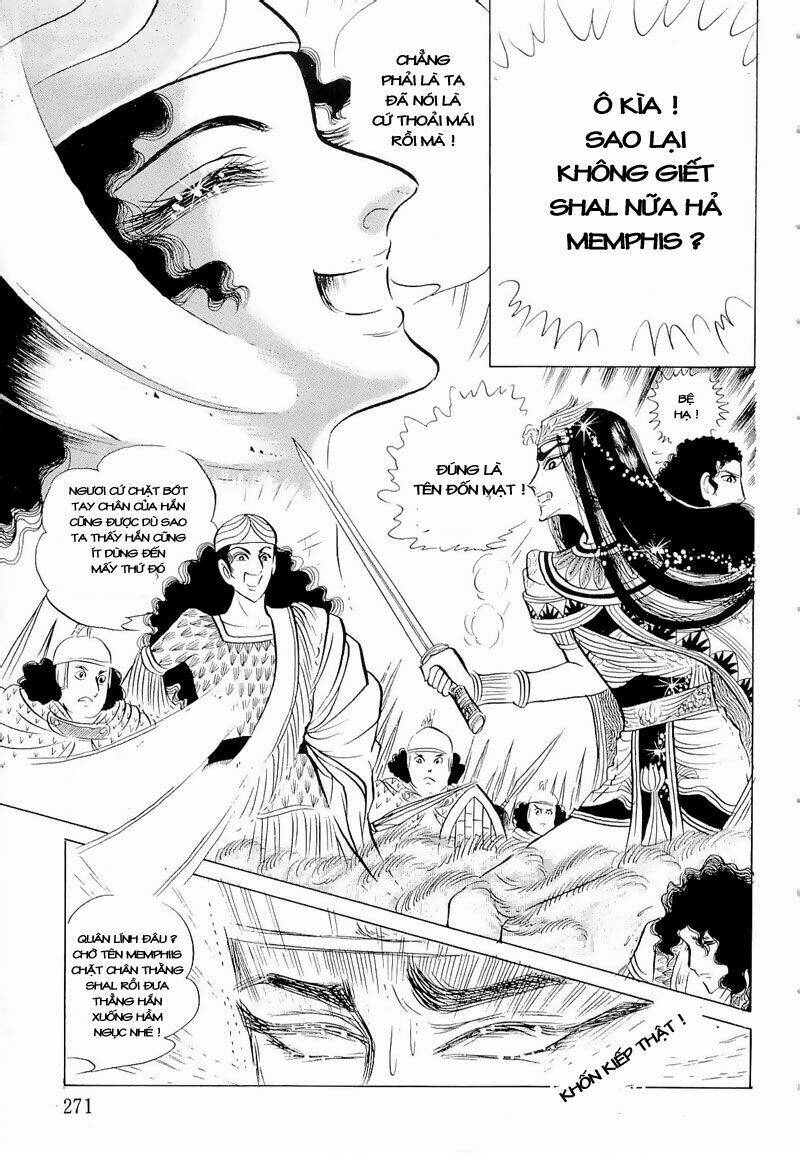 Ô KÌA !
SAO LẠI
KHÔNG GIẾT
SHAL NỮA HẢ
MEMPHIS ?
CHẲNG
PHẢI LÀ TA
ĐÃ NÓI LÀ
CỨ THOẢI MÁI
RỒI MÀ !
BỆ
HẠ !
ĐÚNG LÀ
TÊN ĐỐN MẠT !
NGƯƠI CỨ CHẶT BỚT
TAY CHÂN CỦA HẮN
CŨNG ĐƯỢC DÙ SAO
TA THẤY HẮN CŨNG
ÍT DÙNG ĐẾN
MẤY THỨ ĐÓ
QUÂN LÍNH ĐÂU ?
CHỜ TÊN MEMPHIIS
CHẶT CHÂN THẰNG
SHAL RỒI ĐƯA
THẰNG HẮN
XUỐNG HẦM
NGỤC NHÉ !
KHỐN KIẾP THẬT !
271